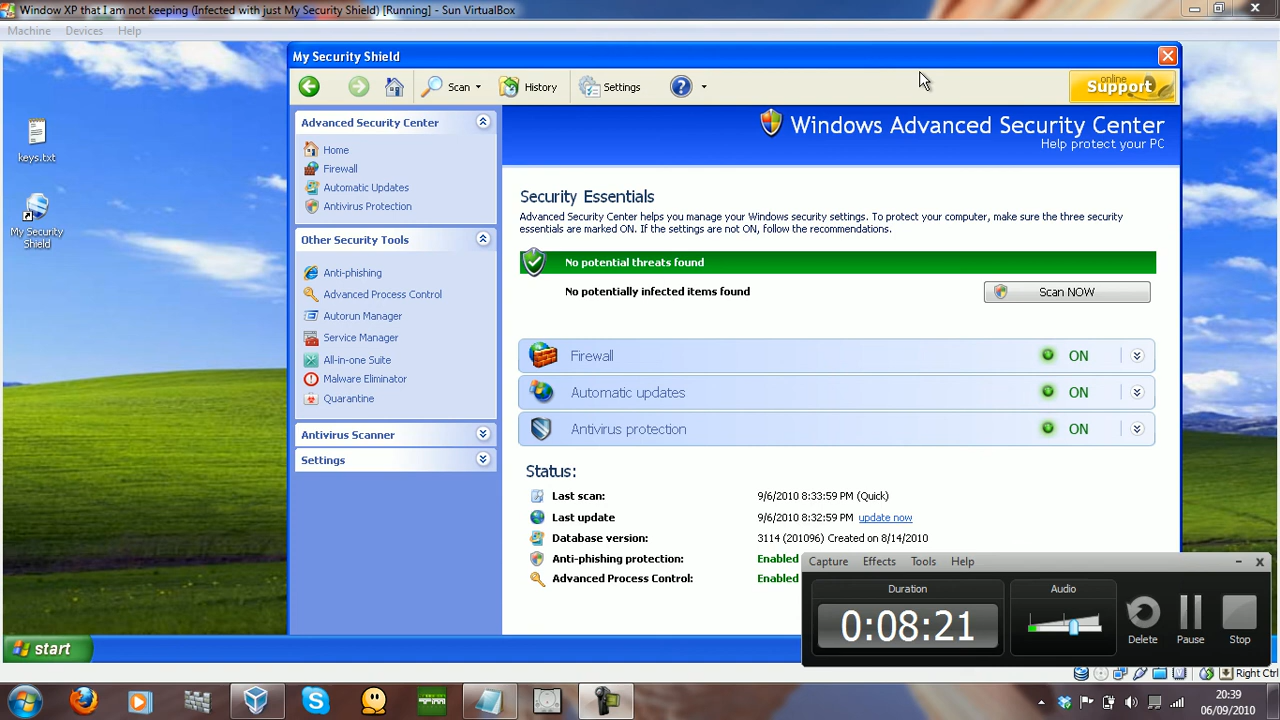 Window XP that I am not keeping (Infected with just My Security Shield) [Running] - Sun VirtualBox
Machine Devices Help
My Security Shield
Scan
History
Settings
online
Support
keys.txt
My Security
Shield
Advanced Security Center
Home
Firewall
Automatic Updates
Antivirus Protection
Other Security Tools
Anti-phishing
Advanced Process Control
Autorun Manager
Service Manager
All-in-one Suite
Malware Eliminator
Quarantine
Antivirus Scanner
Settings
Windows Advanced Security Center
Help protect your PC
Security Essentials
Advanced Security Center helps you manage your Windows security settings. To protect your computer, make sure the three security
essentials are marked ON. If the settings are not ON, follow the recommendations.
No potential threats found
No potentially infected items found
Scan NOW
Firewall ON
Automatic updates ON
Antivirus protection ON
Status:
Last scan: 9/6/2010 8:33:59 PM (Quick)
Last update 9/6/2010 8:32:59 PM update now
Database version: 3114 (201096) Created on 8/14/2010
Anti-phishing protection: Enabled
Advanced Process Control: Enabled
Capture Effects Tools Help
Duration
0:08:21
Audio
Delete
Pause
Stop
start
Right Ctrl
20:39
06/09/2010